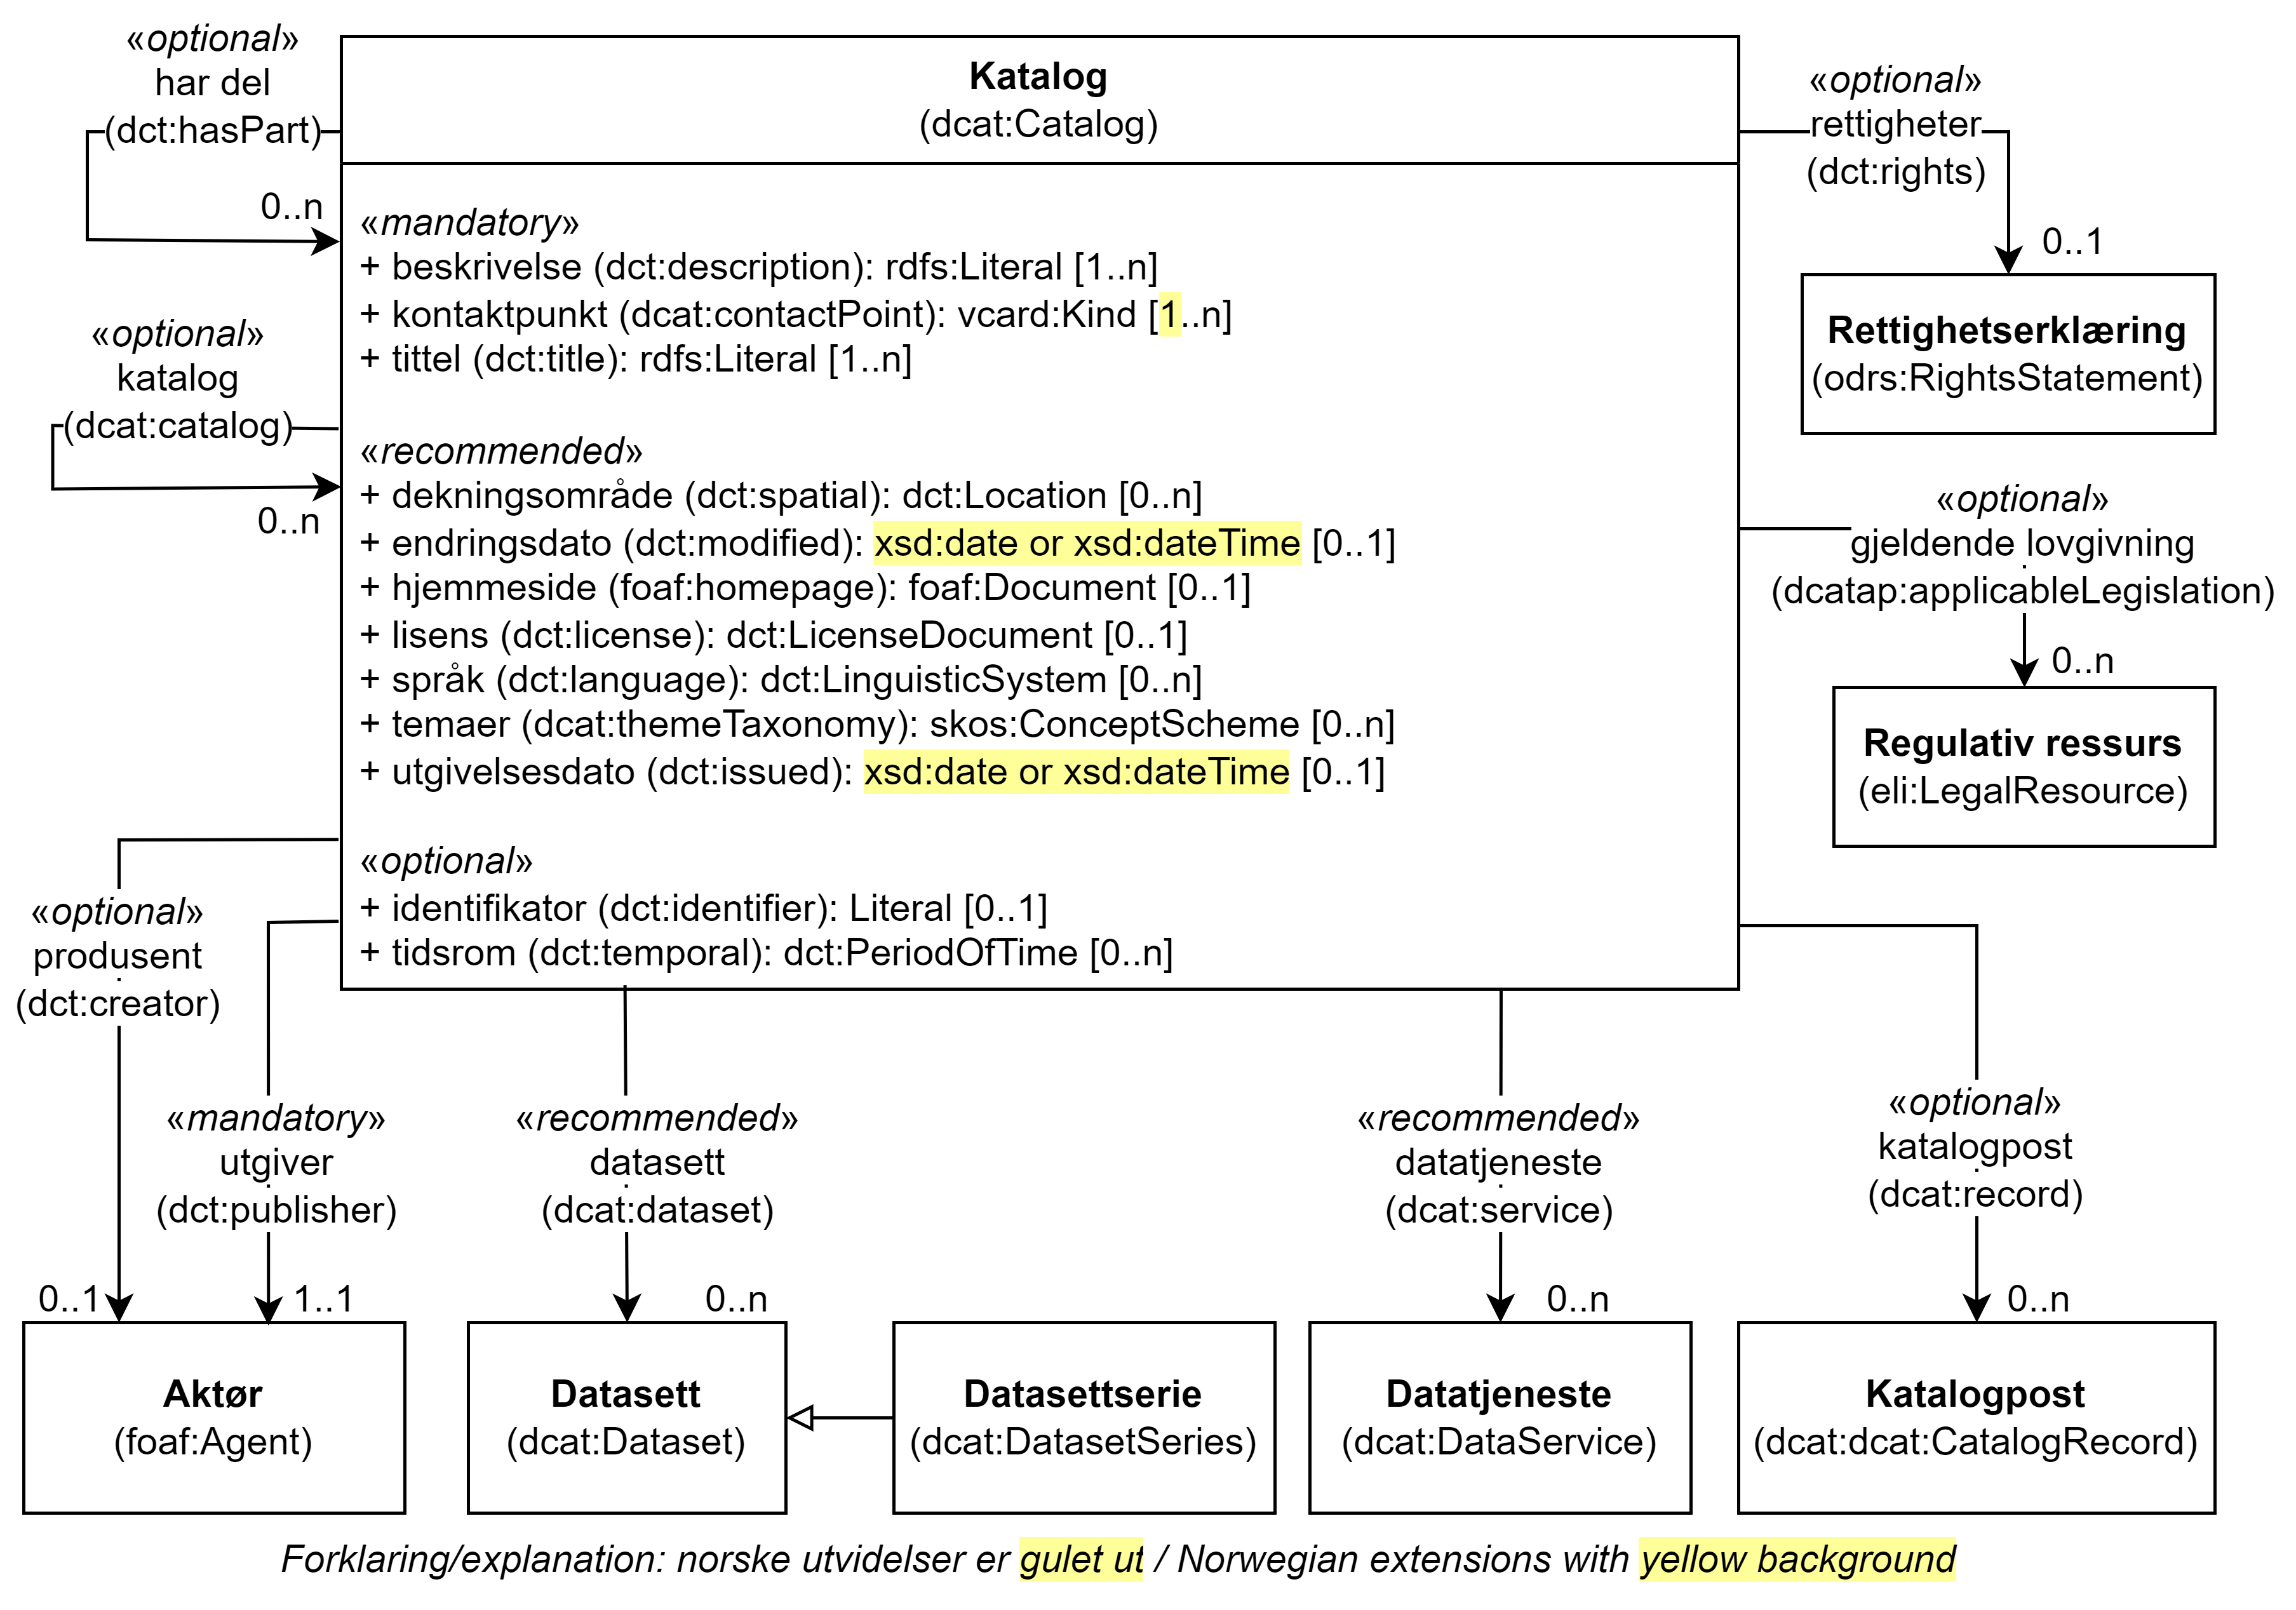 «optional»
har del
(dct:hasPart)
0..n
«optional»
katalog
(dcat:catalog)
0..n
Katalog
(dcat:Catalog)
«mandatory»
+ beskrivelse (dct:description): rdfs:Literal [1..n]
+ kontaktpunkt (dcat:contactPoint): vcard:Kind [1..n]
+ tittel (dct:title): rdfs:Literal [1..n]
«recommended»
+ dekningsområde (dct:spatial): dct:Location [0..n]
+ endringsdato (dct:modified): xsd:date or xsd:dateTime [0..1]
+ hjemmeside (foaf:homepage): foaf:Document [0..1]
+ lisens (dct:license): dct:LicenseDocument [0..1]
+ språk (dct:language): dct:LinguisticSystem [0..n]
+ temaer (dcat:themeTaxonomy): skos:ConceptScheme [0..n]
+ utgivelsesdato (dct:issued): xsd:date or xsd:dateTime [0..1]
«optional»
+ identifikator (dct:identifier): Literal [0..1]
+ tidsrom (dct:temporal): dct:PeriodOfTime [0..n]
«optional»
rettigheter
(dct:rights)
0..1
Rettighetserklæring
(odrs:RightsStatement)
«optional»
gjeldende lovgivning
(dcatap:applicableLegislation)
0..n
Regulativ ressurs
(eli:LegalResource)
«optional»
produsent
(dct:creator)
0..1
«mandatory»
utgiver
(dct:publisher)
1..1
«recommended»
datasett
(dcat:dataset)
0..n
«recommended»
datatjeneste
(dcat:service)
0..n
«optional»
katalogpost
(dcat:record)
0..n
Aktør
(foaf:Agent)
Datasett
(dcat:Dataset)
Datasettserie
(dcat:DatasetSeries)
Datatjeneste
(dcat:DataService)
Katalogpost
(dcat:dcat:CatalogRecord)
Forklaring/explanation: norske utvidelser er gulet ut / Norwegian extensions with yellow background